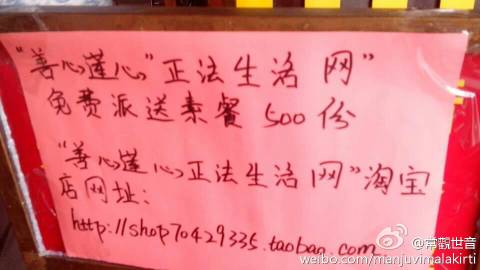 “善心莲心”正法生活网”
免费派送素餐500份
“善心莲心正法生活网”淘宝
店网址:
http://shop70429335.taobao.com
@常觀世音
weibo.com/manjuvimalakirti